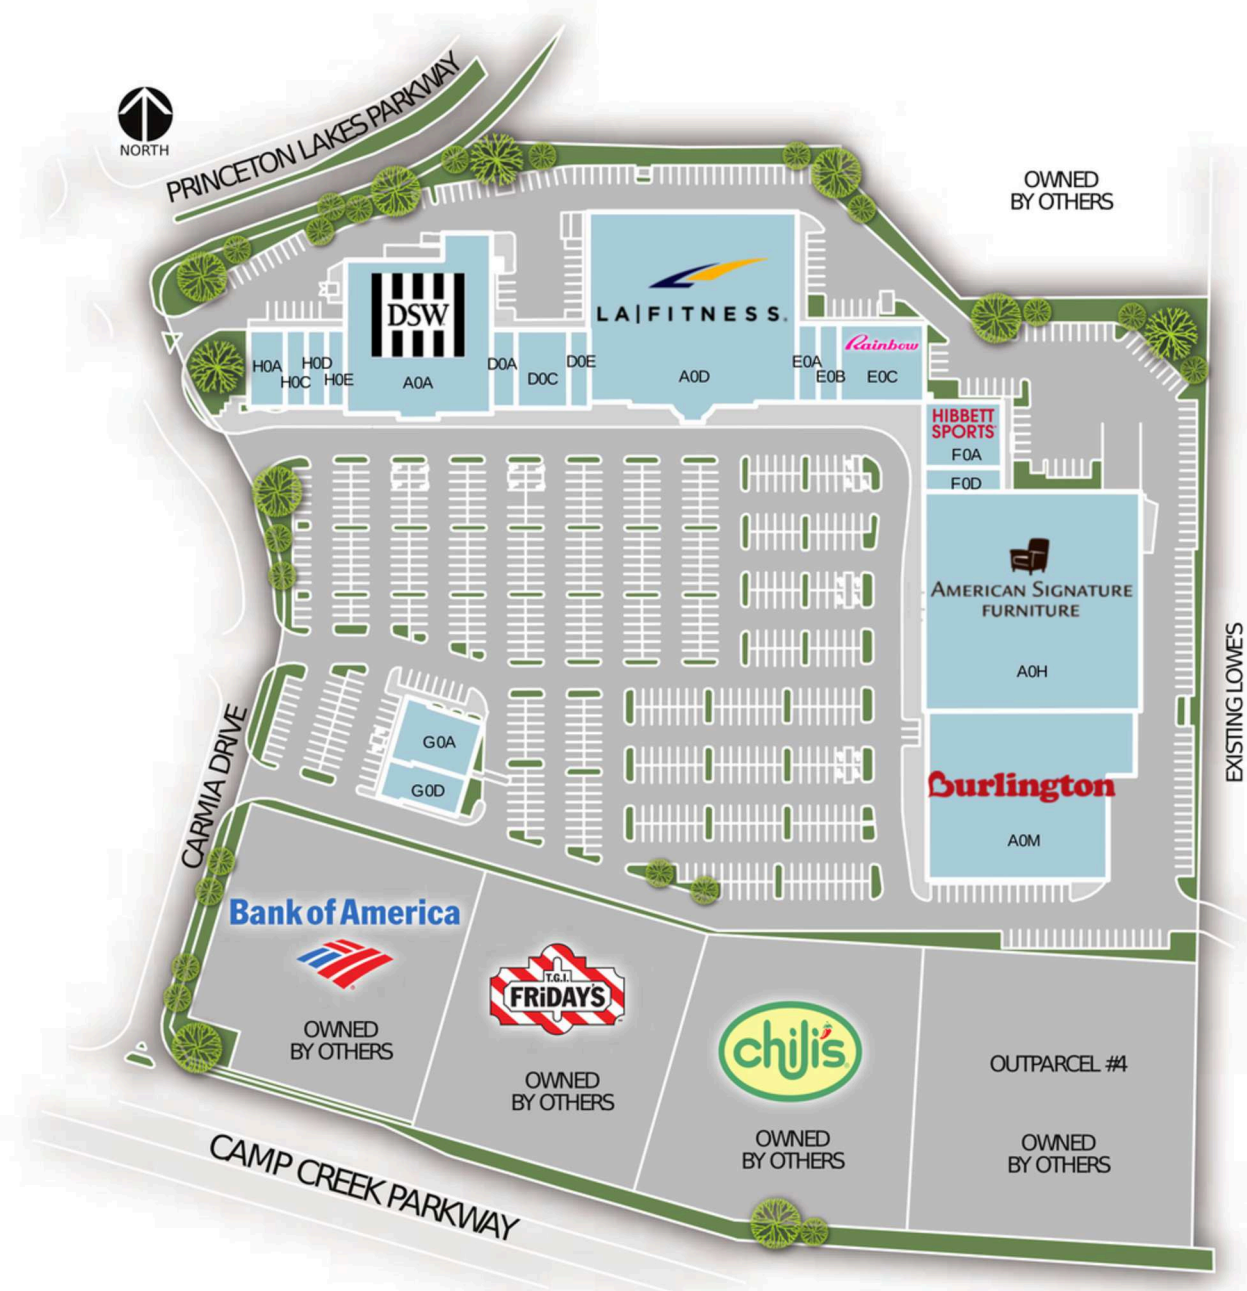 PRINCETON LAKES PARKWAY
NORTH
OWNED
BY OTHERS
DSW
LA|FITNESS.
Rainbow
H0A
H0C
H0D
H0E
A0A
D0A
D0C
D0E
A0D
E0A
E0B
E0C
HIBBETT
SPORTS
F0A
F0D
AMERICAN SIGNATURE
FURNITURE
A0H
EXISTING LOWE'S
CARMIA DRIVE
G0A
G0D
Burlington
A0M
Bank of America
OWNED
BY OTHERS
T.G.I.
FRiDAY'S
OWNED
BY OTHERS
chili's
OWNED
BY OTHERS
OUTPARCEL #4
OWNED
BY OTHERS
CAMP CREEK PARKWAY